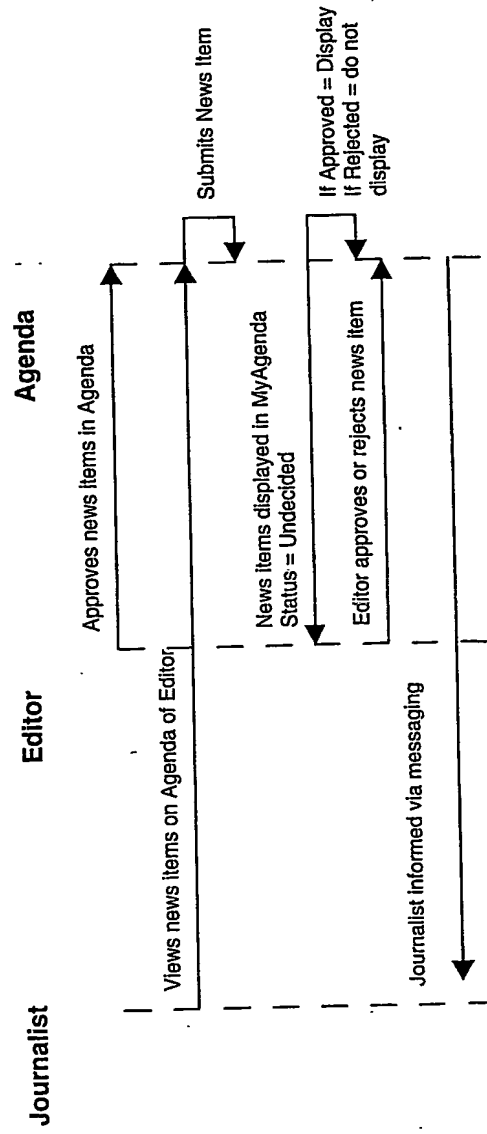 Journalist
Editor
Agenda
Approves news items in Agenda
Views news items on Agenda of Editor
Submits News Item
News items displayed in MyAgenda
Status = Undecided
If Approved = Display
If Rejected = do not
display
Editor approves or rejects news item
Journalist informed via messaging